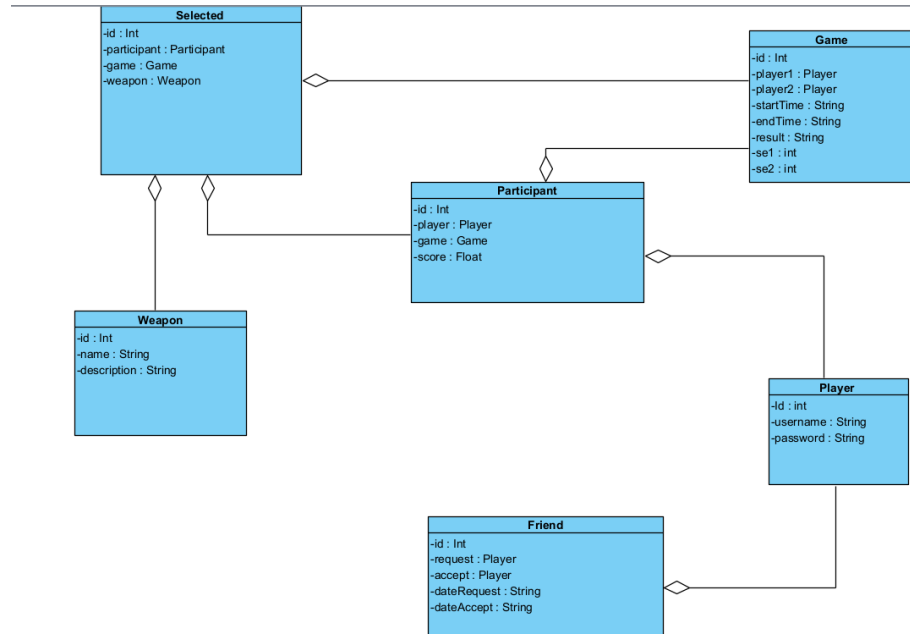 Selected
-id : Int
-participant : Participant
-game : Game
-weapon : Weapon
Game
-id : Int
-player1 : Player
-player2 : Player
-startTime : String
-endTime : String
-result : String
-se1 : int
-se2 : int
Participant
-id : Int
-player : Player
-game : Game
-score : Float
Weapon
-id : Int
-name : String
-description : String
Player
-Id : int
-username : String
-password : String
Friend
-id : Int
-request : Player
-accept : Player
-dateRequest : String
-dateAccept : String